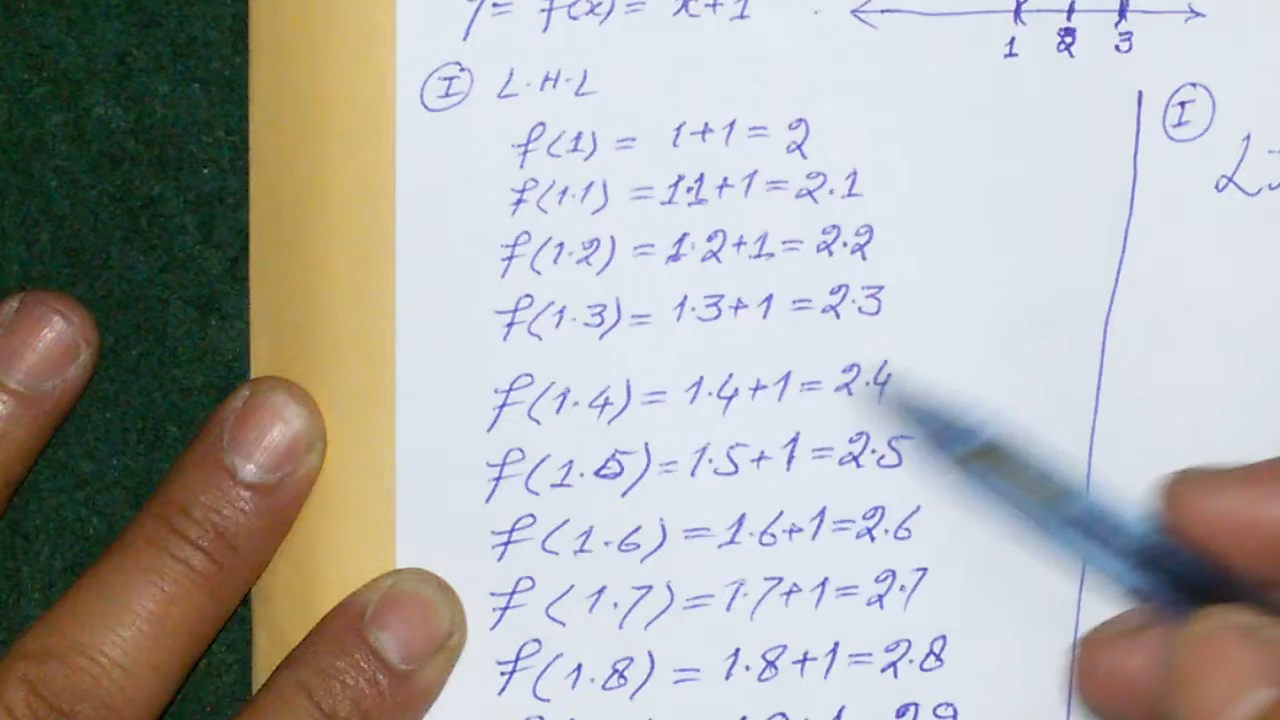 y = f(x) = x+1
1 2 3
I L.H.L
f(1) = 1+1 = 2
f(1.1) = 1.1+1 = 2.1
f(1.2) = 1.2+1 = 2.2
f(1.3) = 1.3+1 = 2.3
f(1.4) = 1.4+1 = 2.4
f(1.5) = 1.5+1 = 2.5
f(1.6) = 1.6+1 = 2.6
f(1.7) = 1.7+1 = 2.7
f(1.8) = 1.8+1 = 2.8
I